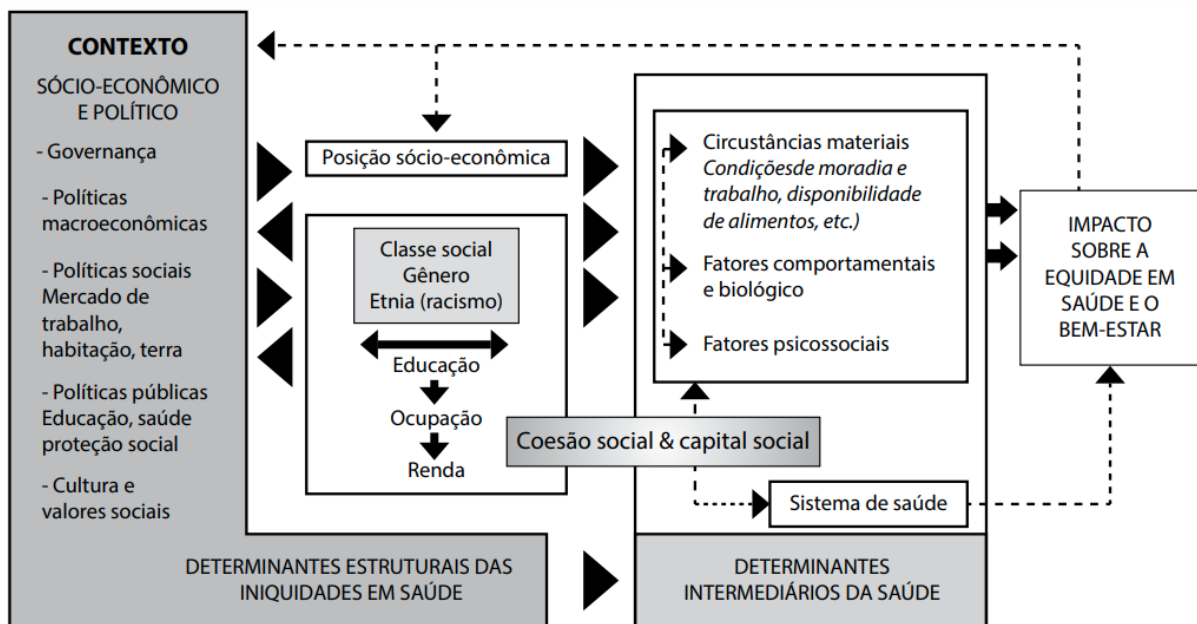 CONTEXTO
SÓCIO-ECONÔMICO
E POLÍTICO
- Governança
- Políticas
macroeconômicas
- Políticas sociais
Mercado de
trabalho,
habitação, terra
- Políticas públicas
Educação, saúde
proteção social
- Cultura e
valores sociais
Posição sócio-econômica
Classe social
Gênero
Etnia (racismo)
Educação
Ocupação
Renda
Coesão social & capital social
Circustâncias materiais
Condiçõesde moradia e
trabalho, disponibilidade
de alimentos, etc.)
Fatores comportamentais
e biológico
Fatores psicossociais
Sistema de saúde
IMPACTO
SOBRE A
EQUIDADE EM
SAÚDE E O
BEM-ESTAR
DETERMINANTES ESTRUTURAIS DAS
INIQUIDADES EM SAÚDE
DETERMINANTES
INTERMEDIÁRIOS DA SAÚDE